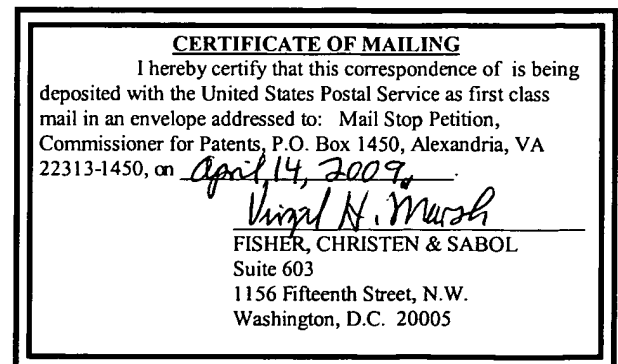 CERTIFICATE OF MAILING
I hereby certify that this correspondence of is being
deposited with the United States Postal Service as first class
mail in an envelope addressed to: Mail Stop Petition,
Commissioner for Patents, P.O. Box 1450, Alexandria, VA
22313-1450, on April 14, 2009.
Virgil H. Marsh
FISHER, CHRISTEN & SABOL
Suite 603
1156 Fifteenth Street, N.W.
Washington, D.C. 20005